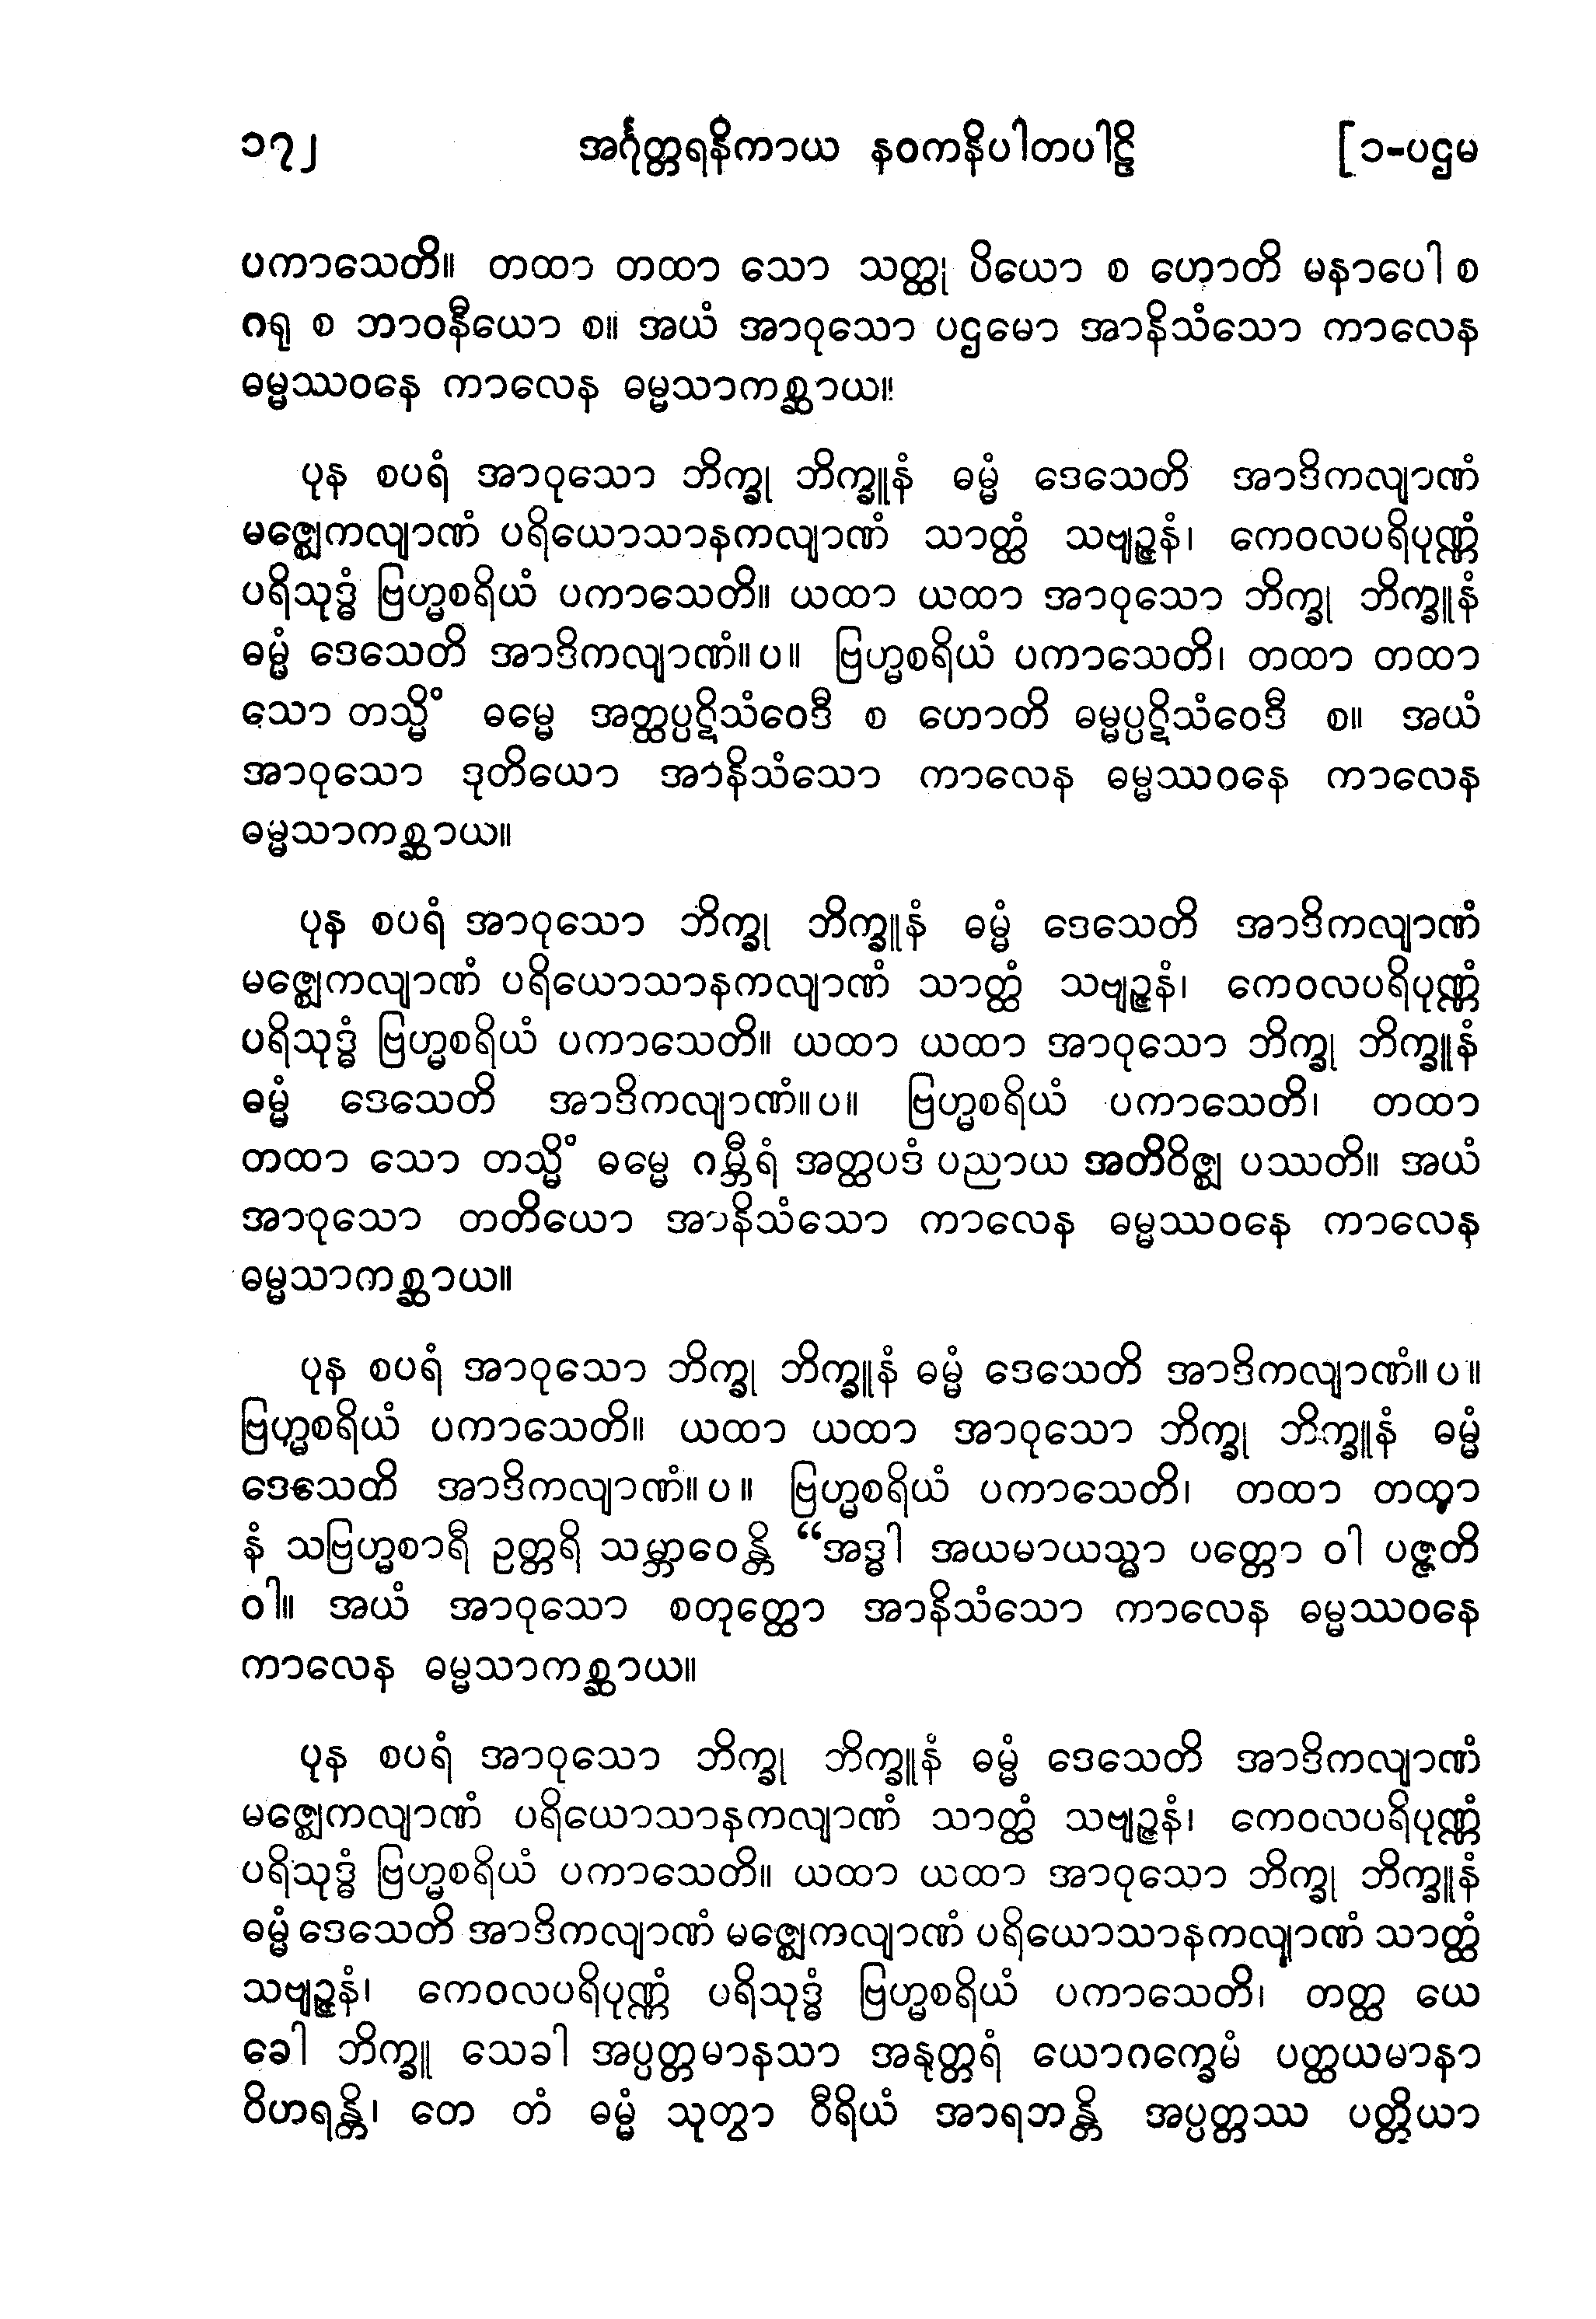 ၁၇၂ အင်္ဂုတ္တရနိကာယ နဝကနိပါတပါဠိ [၁-ပဌမ
ပကာသေတိ။ တထာ တထာ သော သတ္ထု ပိယော စ ဟောတိ မနာပေါ စ
ဂရု စ ဘာဝနီယော စ။ အယံ အာဝုသော ပဌမော အာနိသံသော ကာလေန
ဓမ္မဿဝနေ ကာလေန ဓမ္မသာကစ္ဆာယ။
ပုန စပရံ အာဝုသော ဘိက္ခု ဘိက္ခူနံ ဓမ္မံ ဒေသေတိ အာဒိကလျာဏံ
မဇ္ဈေကလျာဏံ ပရိယောသာနကလျာဏံ သာတ္ထံ သဗျဉ္ဇနံ၊ ကေဝလပရိပုဏ္ဏံ
ပရိသုဒ္ဓံ ဗြဟ္မစရိယံ ပကာသေတိ။ ယထာ ယထာ အာဝုသော ဘိက္ခု ဘိက္ခူနံ
ဓမ္မံ ဒေသေတိ အာဒိကလျာဏံ။ပ။ ဗြဟ္မစရိယံ ပကာသေတိ၊ တထာ တထာ
သော တသ္မိံ ဓမ္မေ အတ္ထပ္ပဋိသံဝေဒီ စ ဟောတိ ဓမ္မပ္ပဋိသံဝေဒီ စ။ အယံ
အာဝုသော ဒုတိယော အာနိသံသော ကာလေန ဓမ္မဿဝနေ ကာလေန
ဓမ္မသာကစ္ဆာယ။
ပုန စပရံ အာဝုသော ဘိက္ခု ဘိက္ခူနံ ဓမ္မံ ဒေသေတိ အာဒိကလျာဏံ
မဇ္ဈေကလျာဏံ ပရိယောသာနကလျာဏံ သာတ္ထံ သဗျဉ္ဇနံ၊ ကေဝလပရိပုဏ္ဏံ
ပရိသုဒ္ဓံ ဗြဟ္မစရိယံ ပကာသေတိ။ ယထာ ယထာ အာဝုသော ဘိက္ခု ဘိက္ခူနံ
ဓမ္မံ ဒေသေတိ အာဒိကလျာဏံ။ပ။ ဗြဟ္မစရိယံ ပကာသေတိ၊ တထာ
တထာ သော တသ္မိံ ဓမ္မေ ဂမ္ဘီရံ အတ္ထပဒံ ပညာယ အတိဝိဇ္ဈ ပဿတိ။ အယံ
အာဝုသော တတိယော အာနိသံသော ကာလေန ဓမ္မဿဝနေ ကာလေန
ဓမ္မသာကစ္ဆာယ။
ပုန စပရံ အာဝုသော ဘိက္ခု ဘိက္ခူနံ ဓမ္မံ ဒေသေတိ အာဒိကလျာဏံ။ပ။
ဗြဟ္မစရိယံ ပကာသေတိ။ ယထာ ယထာ အာဝုသော ဘိက္ခု ဘိက္ခူနံ ဓမ္မံ
ဒေသေတိ အာဒိကလျာဏံ။ပ။ ဗြဟ္မစရိယံ ပကာသေတိ၊ တထာ တထာ
နံ သဗြဟ္မစာရီ ဥတ္တရိ သမ္ဘာဝေန္တိ “အဒ္ဓါ အယမာယသ္မာ ပတ္တော ဝါ ပဇ္ဇတိ
ဝါ။ အယံ အာဝုသော စတုတ္ထော အာနိသံသော ကာလေန ဓမ္မဿဝနေ
ကာလေန ဓမ္မသာကစ္ဆာယ။
ပုန စပရံ အာဝုသော ဘိက္ခု ဘိက္ခူနံ ဓမ္မံ ဒေသေတိ အာဒိကလျာဏံ
မဇ္ဈေကလျာဏံ ပရိယောသာနကလျာဏံ သာတ္ထံ သဗျဉ္ဇနံ၊ ကေဝလပရိပုဏ္ဏံ
ပရိသုဒ္ဓံ ဗြဟ္မစရိယံ ပကာသေတိ။ ယထာ ယထာ အာဝုသော ဘိက္ခု ဘိက္ခူနံ
ဓမ္မံ ဒေသေတိ အာဒိကလျာဏံ မဇ္ဈေကလျာဏံ ပရိယောသာနကလျာဏံ သာတ္ထံ
သဗျဉ္ဇနံ၊ ကေဝလပရိပုဏ္ဏံ ပရိသုဒ္ဓံ ဗြဟ္မစရိယံ ပကာသေတိ၊ တတ္ထ ယေ
ခေါ ဘိက္ခူ သေခါ အပ္ပတ္တမာနသာ အနုတ္တရံ ယောဂက္ခေမံ ပတ္ထယမာနာ
ဝိဟရန္တိ၊ တေ တံ ဓမ္မံ သုတွာ ဝီရိယံ အာရဘန္တိ အပ္ပတ္တဿ ပတ္တိယာ